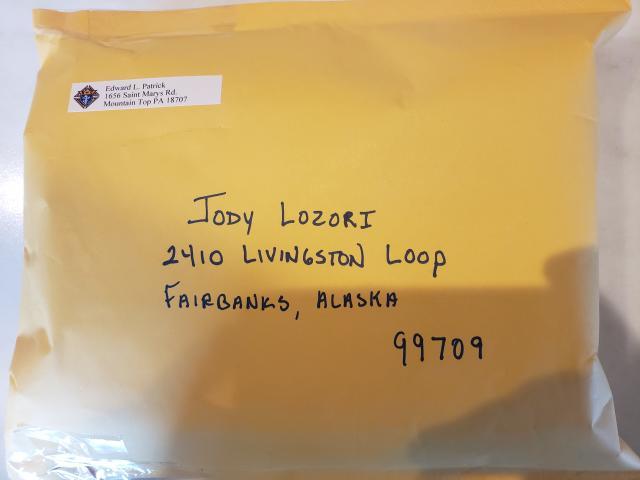 Edward L. Patrick
1656 Saint Marys Rd.
Mountain Top PA 18707
JODY LOZORI
2410 LIVINGSTON LOOP
FAIRBANKS, ALASKA
99709